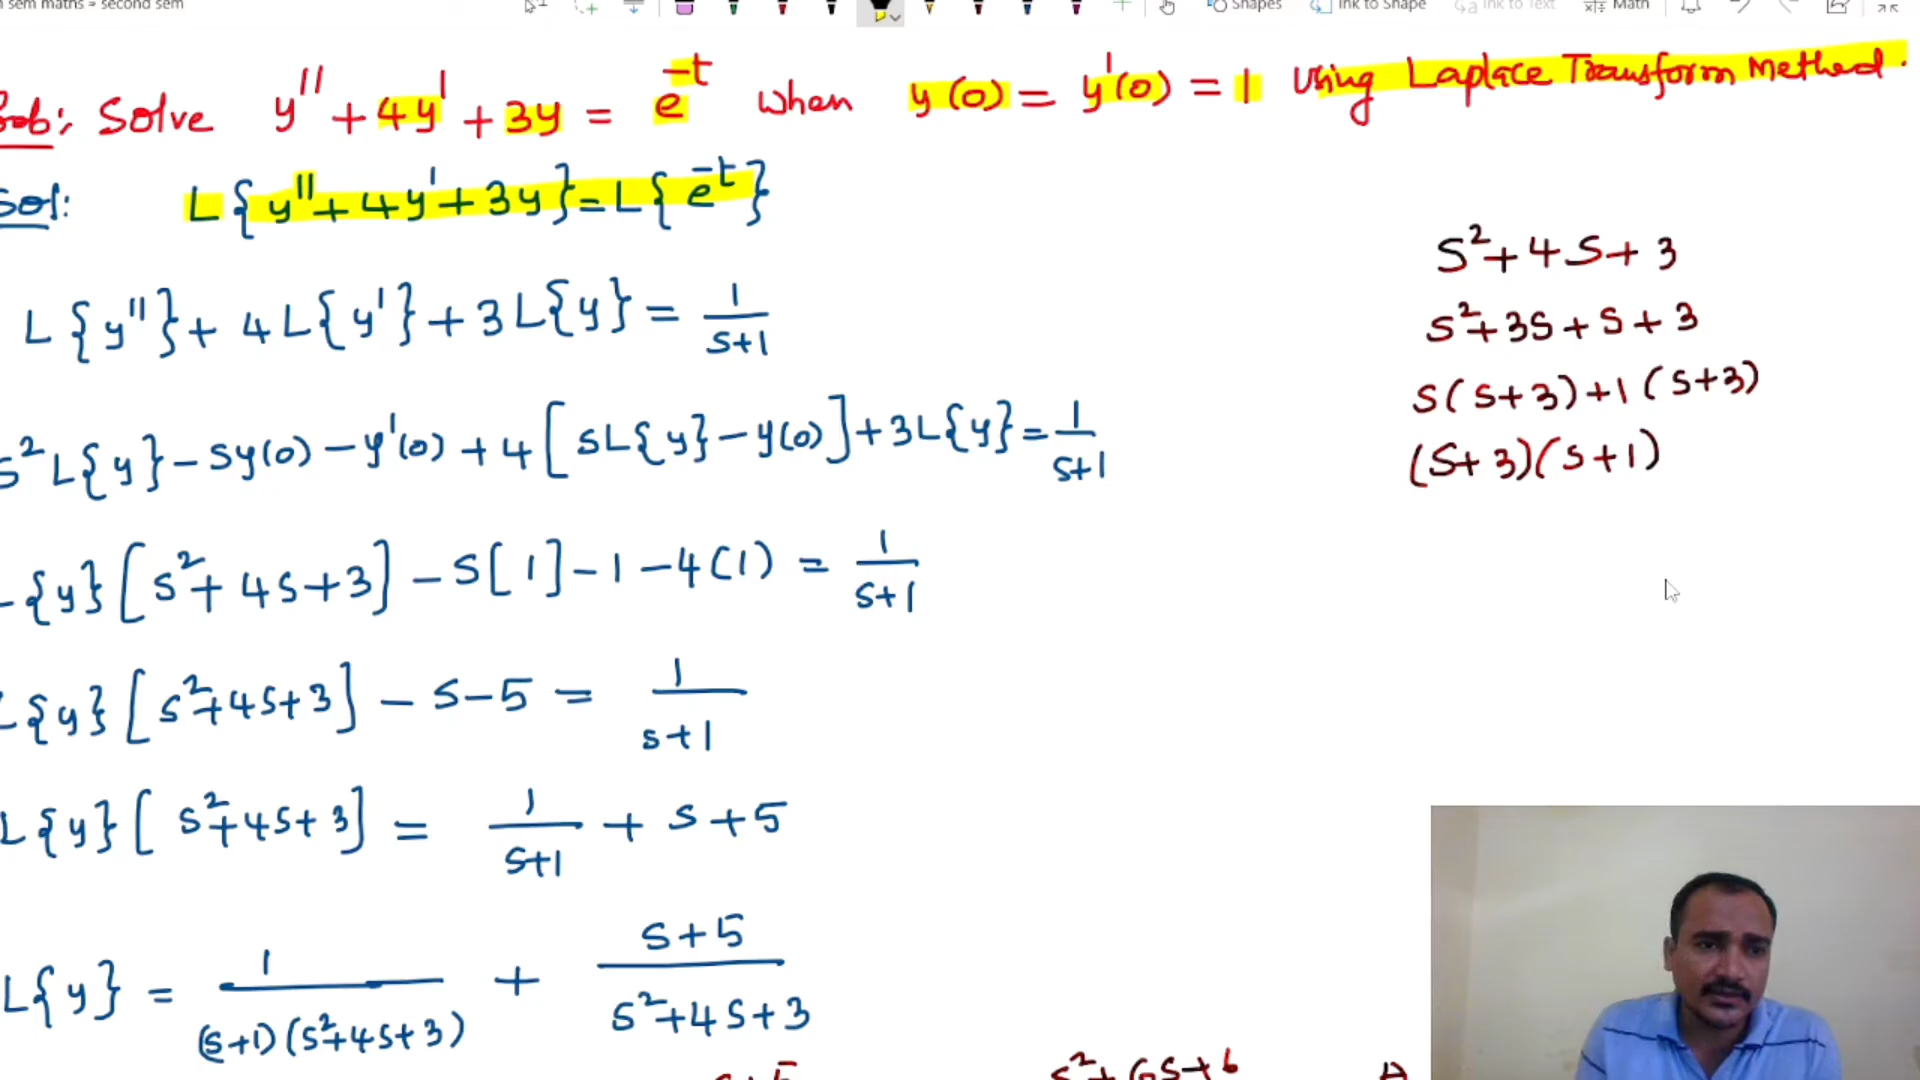 sem maths = second sem
Shapes Ink to Shape Ink to Text Math
Prob: Solve y'' + 4y' + 3y = e^-t when y(0) = y'(0) = 1 using Laplace Transform Method.
Sol: L{y''+4y'+3y}=L{e^-t}
L{y''}+4L{y'}+3L{y} = 1/(s+1)
s²L{y}-sy(0)-y'(0)+4[sL{y}-y(0)]+3L{y}=1/(s+1)
L{y}[s²+4s+3]-s[1]-1-4(1) = 1/(s+1)
L{y}[s²+4s+3]-s-5 = 1/(s+1)
L{y}[s²+4s+3] = 1/(s+1) + s+5
L{y} = 1/((s+1)(s²+4s+3)) + (s+5)/(s²+4s+3)
s²+6s+6
s²+4s+3
s²+3s+s+3
s(s+3)+1(s+3)
(s+3)(s+1)